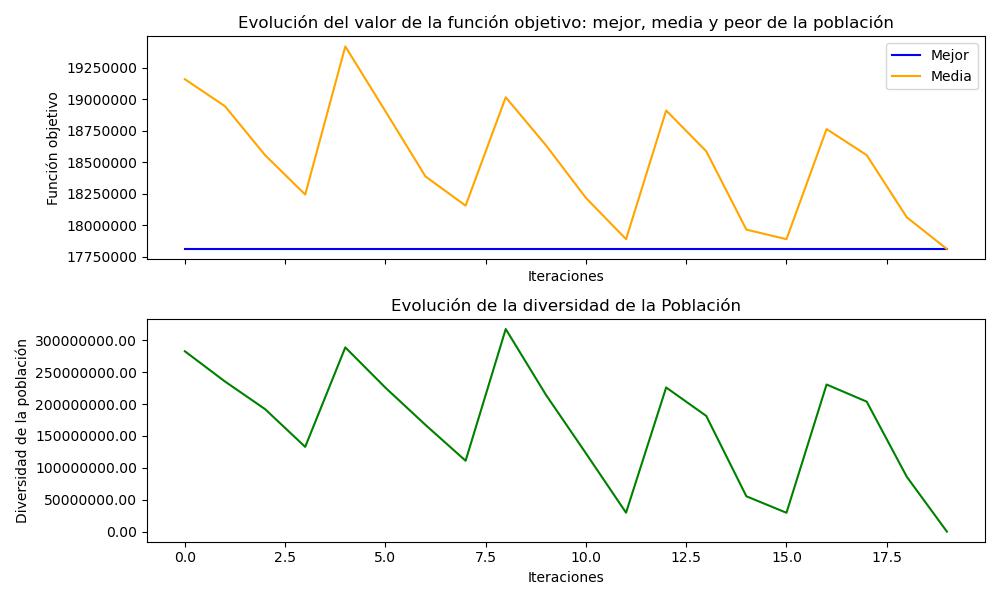 Evolución del valor de la función objetivo: mejor, media y peor de la población
Función objetivo
19250000
19000000
18750000
18500000
18250000
18000000
17750000
Mejor
Media
Iteraciones
Evolución de la diversidad de la Población
Diversidad de la población
300000000.00
250000000.00
200000000.00
150000000.00
100000000.00
50000000.00
0.00
0.0 2.5 5.0 7.5 10.0 12.5 15.0 17.5
Iteraciones